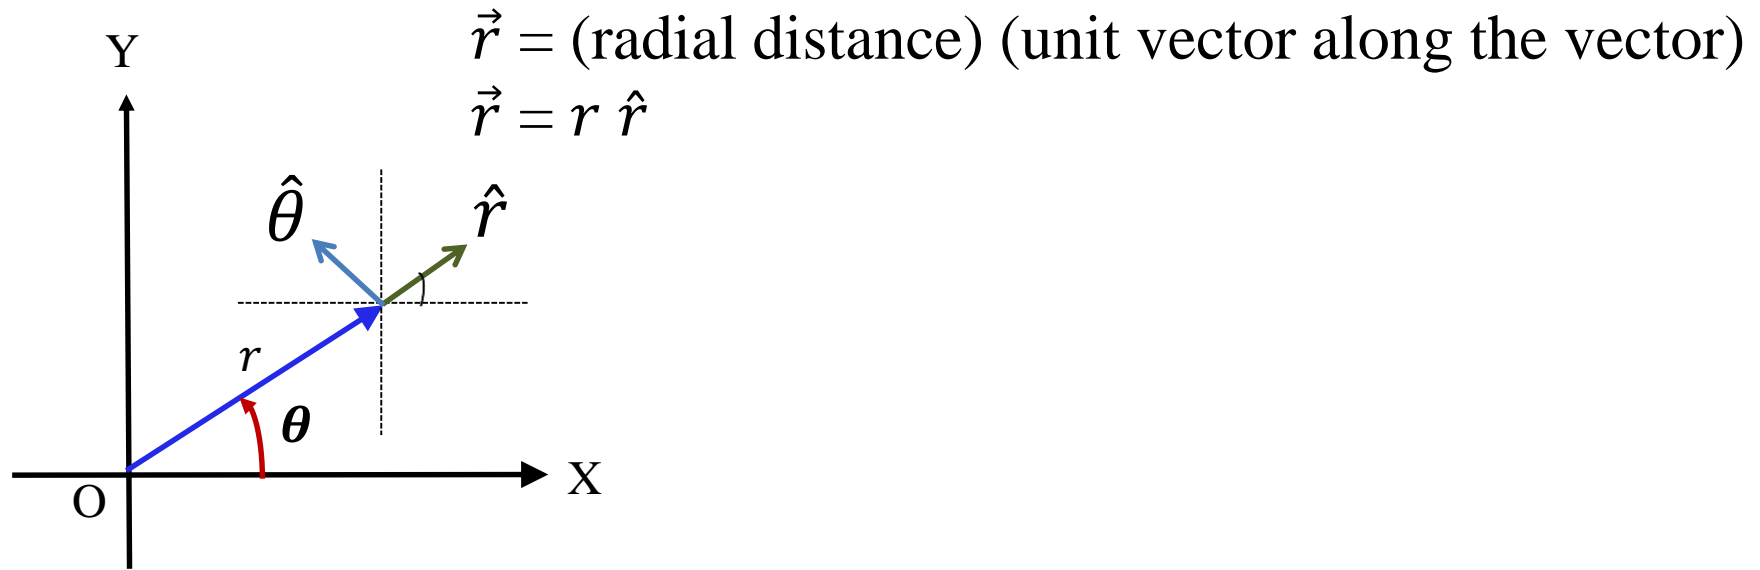 r⃗ = (radial distance) (unit vector along the vector)
r⃗ = r r̂
Y
θ̂
r̂
r
θ
X
O